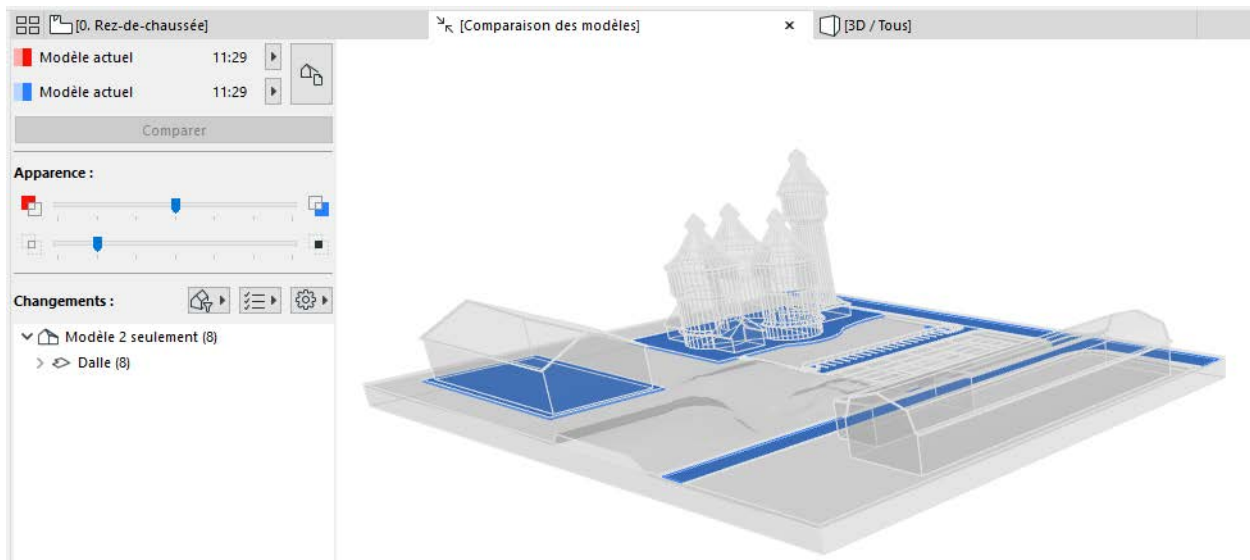 [0. Rez-de-chaussée]
[Comparaison des modèles]
[3D / Tous]
Modèle actuel 11:29
Modèle actuel 11:29
Comparer
Apparence :
Changements :
Modèle 2 seulement (8)
Dalle (8)